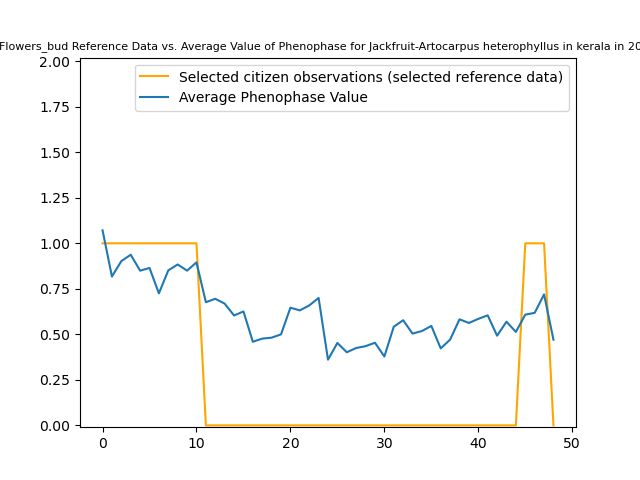 Flowers_bud Reference Data vs. Average Value of Phenophase for Jackfruit-Artocarpus heterophyllus in kerala in 20
2.00
Selected citizen observations (selected reference data)
Average Phenophase Value
1.75
1.50
1.25
1.00
0.75
0.50
0.25
0.00
0 10 20 30 40 50